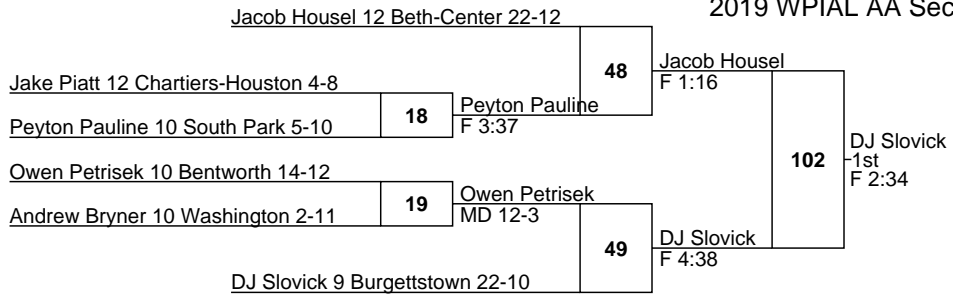 2019 WPIAL AA Sec
Jacob Housel 12 Beth-Center 22-12
48
Jacob Housel
F 1:16
Jake Piatt 12 Chartiers-Houston 4-8
18
Peyton Pauline
F 3:37
Peyton Pauline 10 South Park 5-10
102
DJ Slovick
1st
F 2:34
Owen Petrisek 10 Bentworth 14-12
19
Owen Petrisek
MD 12-3
Andrew Bryner 10 Washington 2-11
49
DJ Slovick
F 4:38
DJ Slovick 9 Burgettstown 22-10